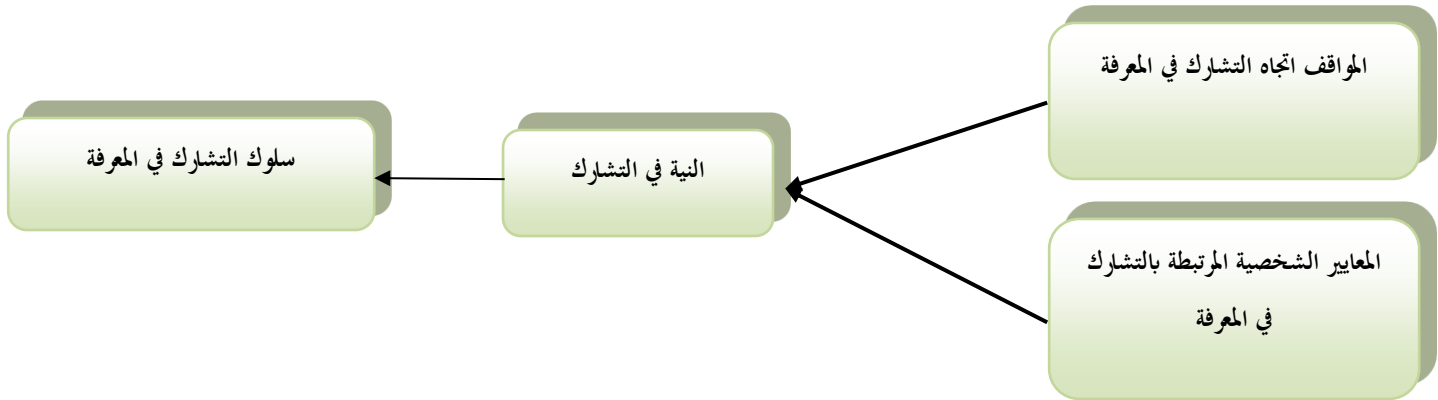 المواقف اتجاه التشارك في المعرفة
المعايير الشخصية المرتبطة بالتشارك
في المعرفة
النية في التشارك
سلوك التشارك في المعرفة